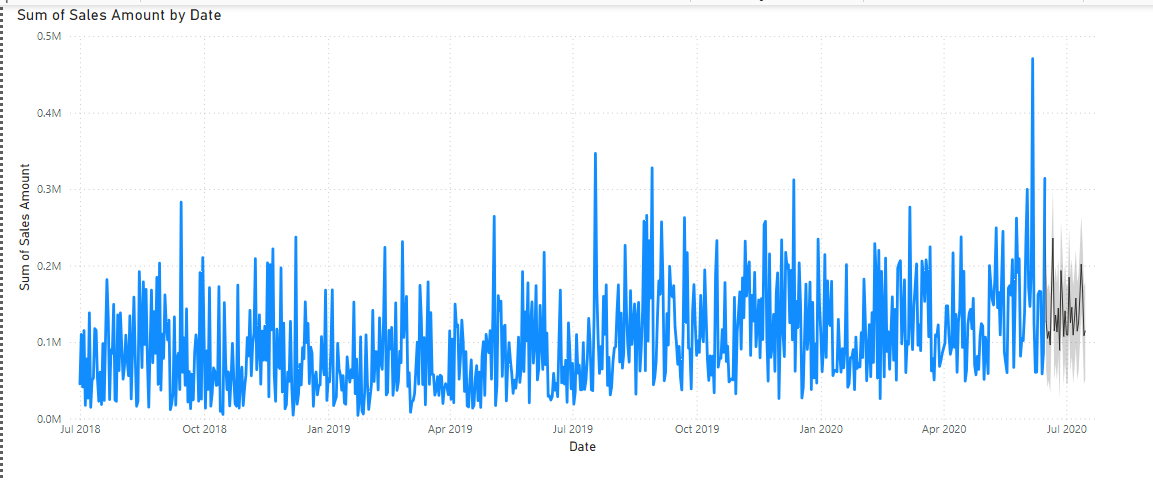 Sum of Sales Amount by Date
0.5M
0.4M
0.3M
0.2M
0.1M
0.0M
Sum of Sales Amount
Jul 2018 Oct 2018 Jan 2019 Apr 2019 Jul 2019 Oct 2019 Jan 2020 Apr 2020 Jul 2020
Date